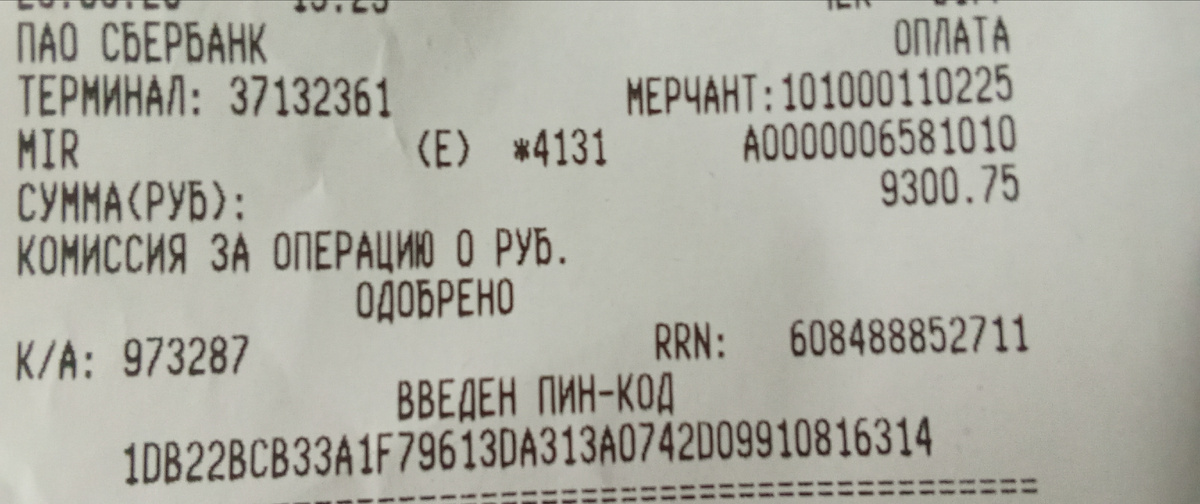 ПАО СБЕРБАНК ОПЛАТА
ТЕРМИНАЛ: 37132361 МЕРЧАНТ:101000110225
MIR (E) *4131 A0000006581010
СУММА(РУБ): 9300.75
КОМИССИЯ ЗА ОПЕРАЦИЮ 0 РУБ.
ОДОБРЕНО
К/А: 973287 RRN: 608488852711
ВВЕДЕН ПИН-КОД
1DB22BCB33A1F79613DA313A0742D09910816314